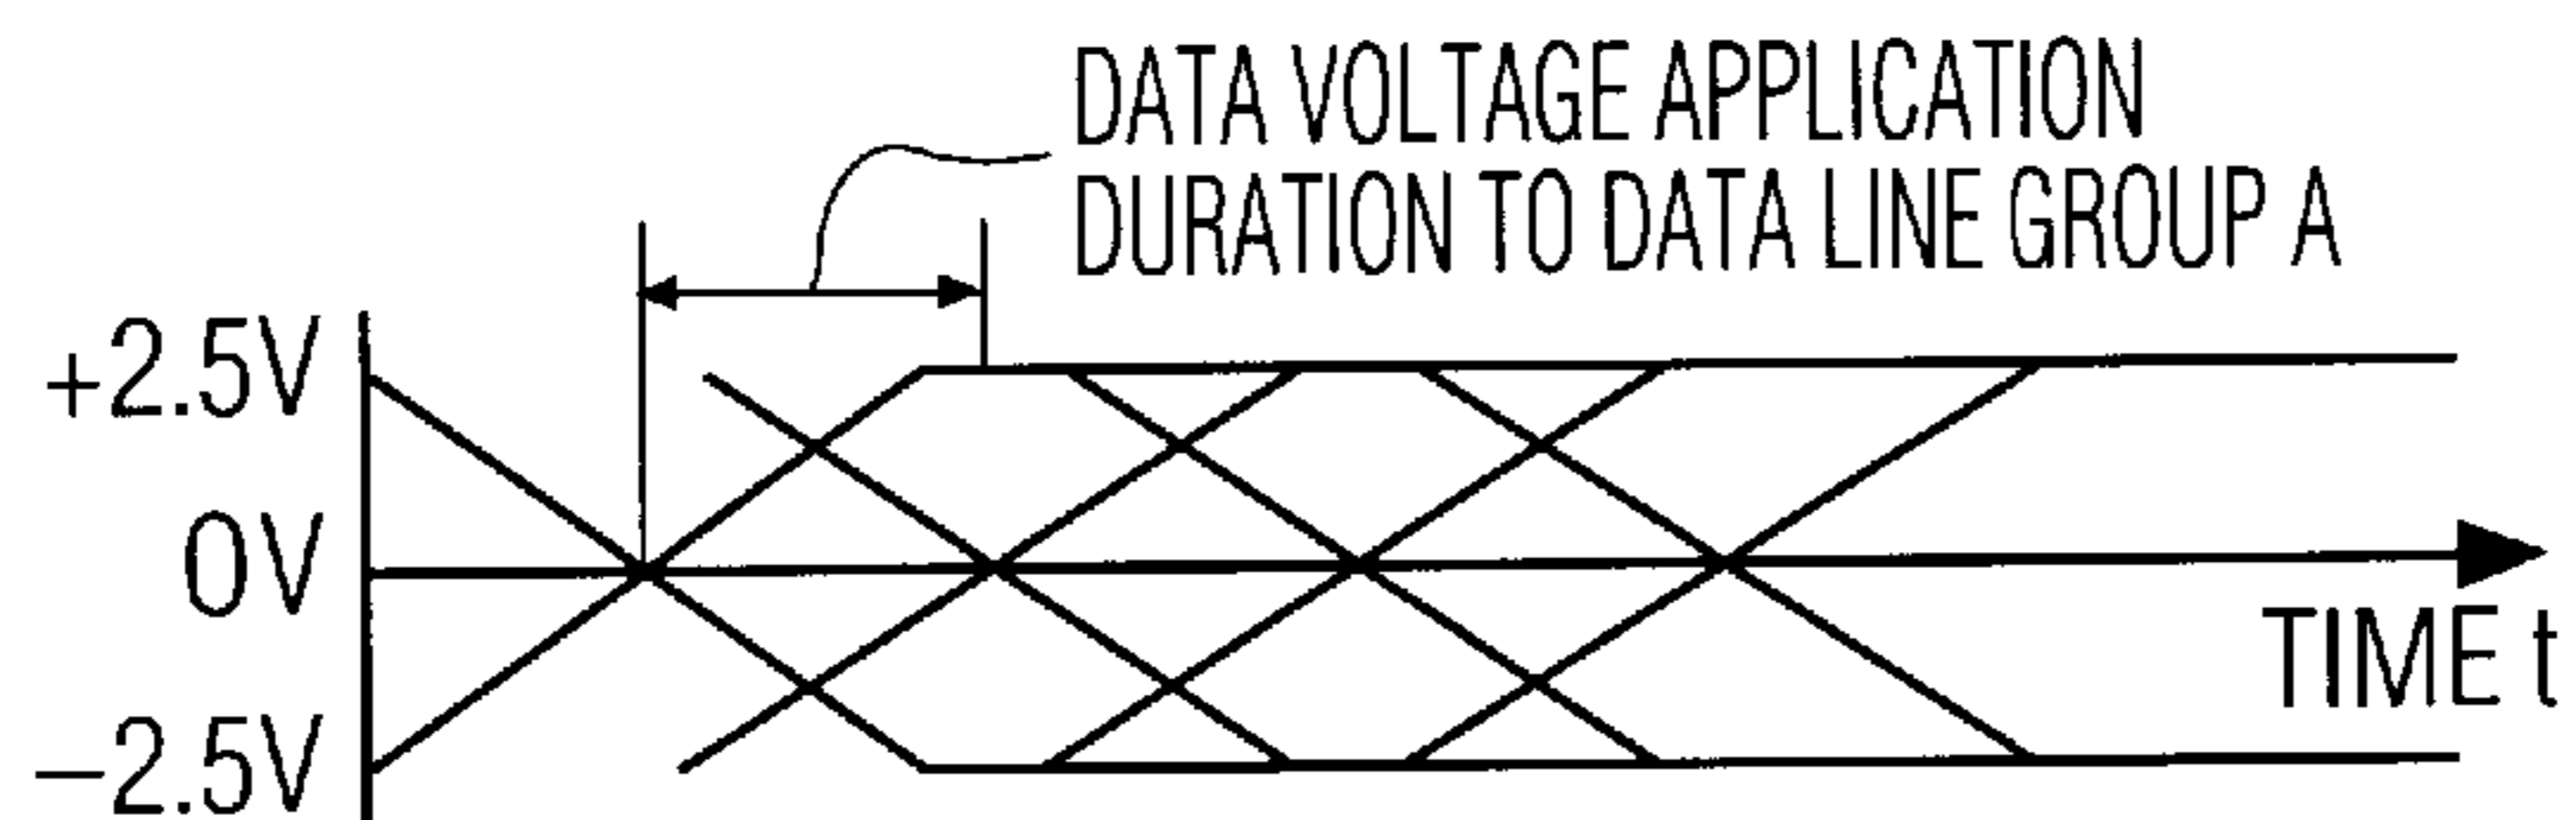 DATA VOLTAGE APPLICATION
DURATION TO DATA LINE GROUP A
+2.5V
0V
−2.5V
TIME t